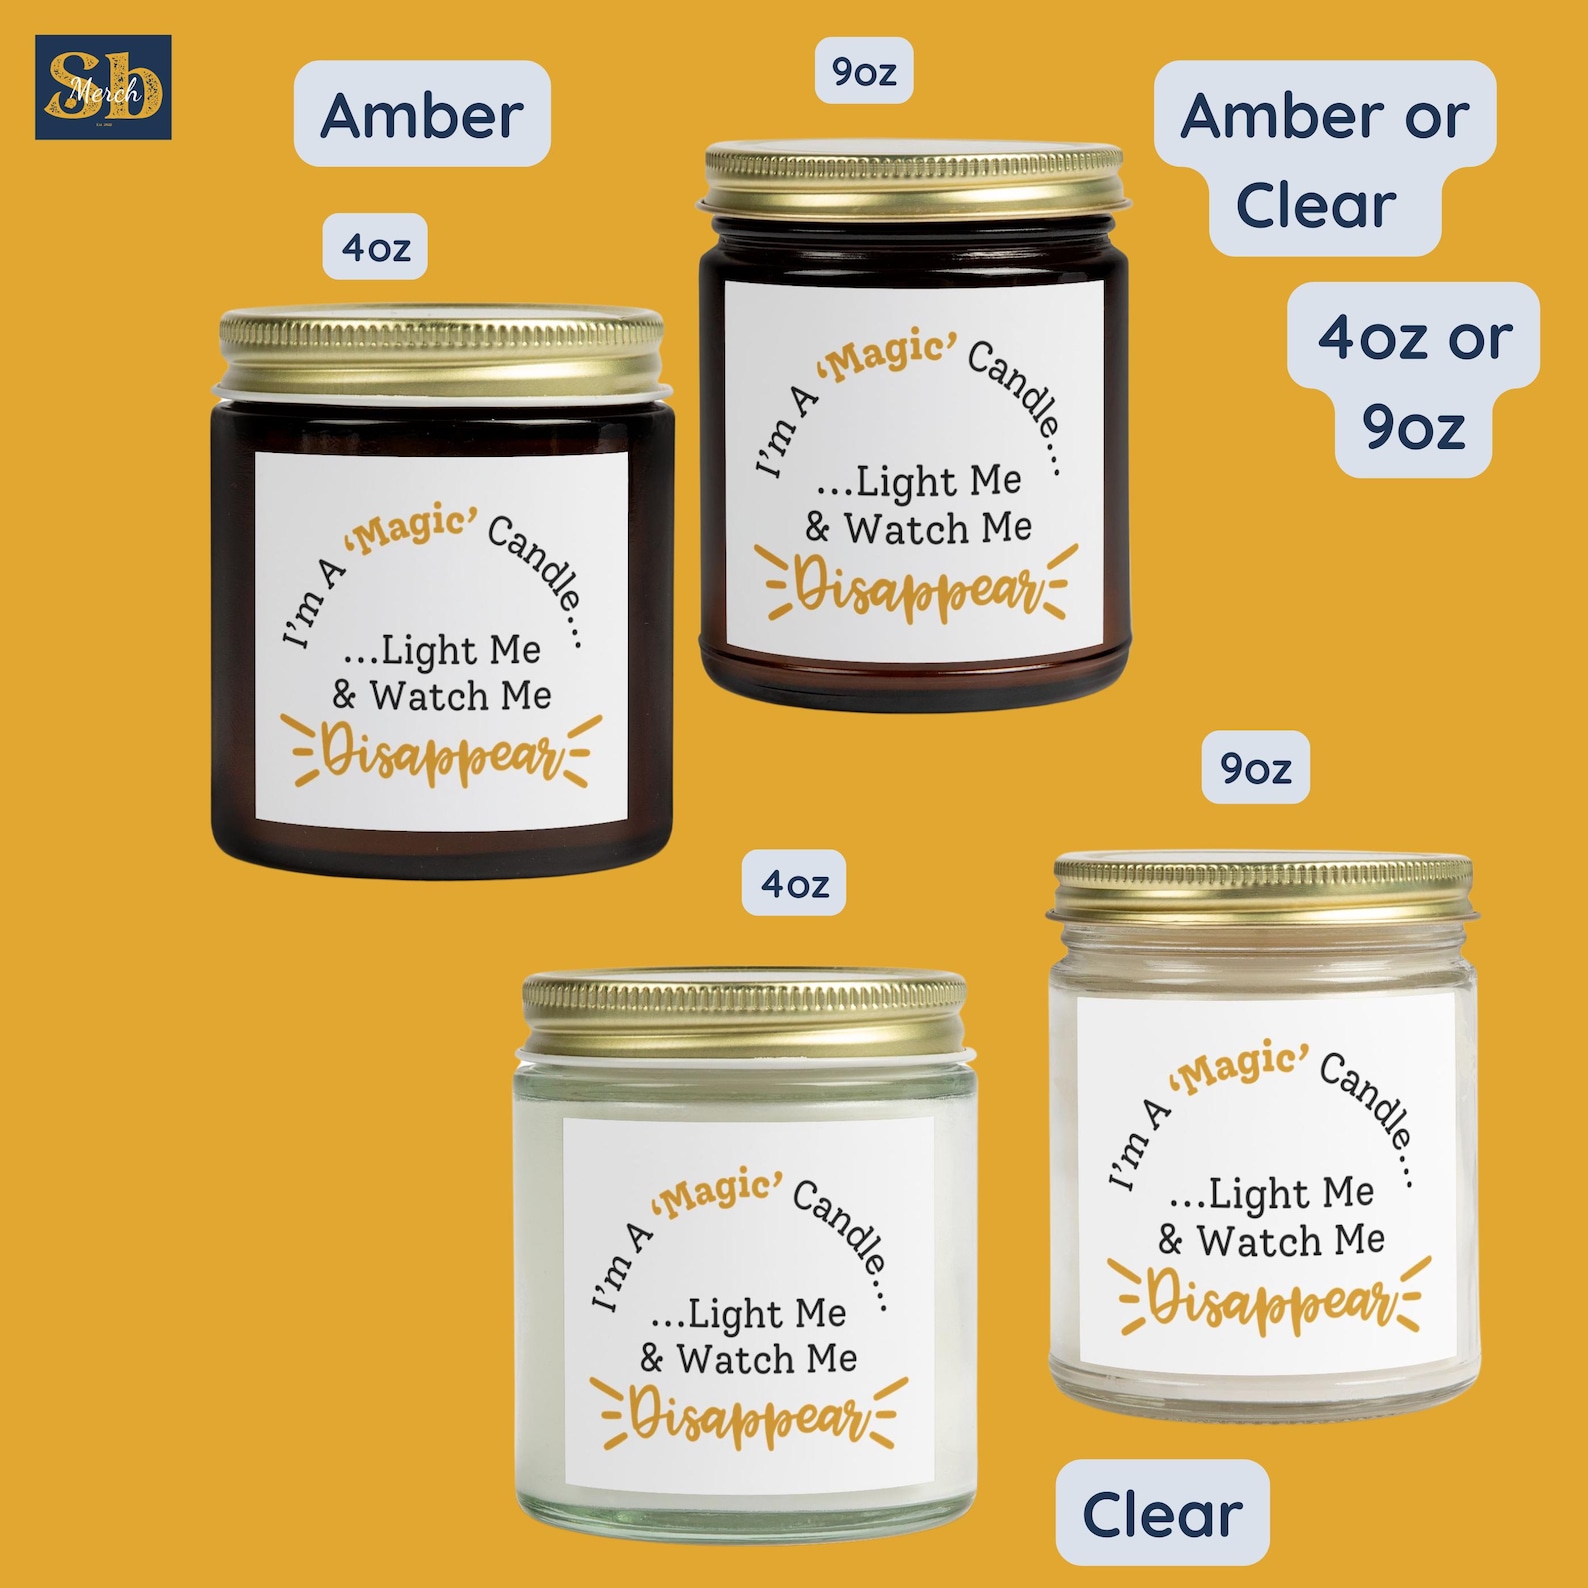 Sb
Merch
Amber
9oz
Amber or
Clear
4oz
4oz or
9oz
I'm A 'Magic' Candle...
...Light Me
& Watch Me
Disappear
I'm A 'Magic' Candle...
...Light Me
& Watch Me
Disappear
9oz
4oz
I'm A 'Magic' Candle...
...Light Me
& Watch Me
Disappear
I'm A 'Magic' Candle...
...Light Me
& Watch Me
Disappear
Clear